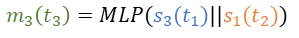 m₃(t₃) = MLP(s₃(t₁)||s₁(t₂))